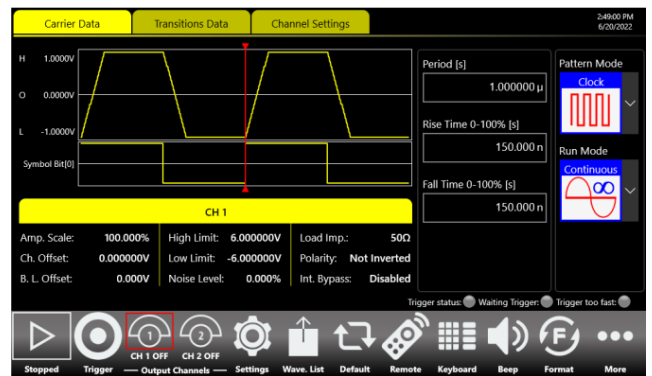 Carrier Data Transitions Data Channel Settings 2:49:00 PM
6/20/2022
H 1.0000V
O 0.0000V
L -1.0000V
Symbol Bit[0]
Period [s]
1.000000 µ
Rise Time 0-100% [s]
150.000 n
Fall Time 0-100% [s]
150.000 n
Pattern Mode
Clock
Run Mode
Continuous
CH 1
Amp. Scale: 100.000% High Limit: 6.000000V Load Imp.: 50Ω
Ch. Offset: 0.000000V Low Limit: -6.000000V Polarity: Not Inverted
B. L. Offset: 0.000V Noise Level: 0.000% Int. Bypass: Disabled
Trigger status: Waiting Trigger: Trigger too fast:
1 2 F
CH 1 OFF CH 2 OFF
Stopped Trigger Output Channels Settings Wave. List Default Remote Keyboard Beep Format More